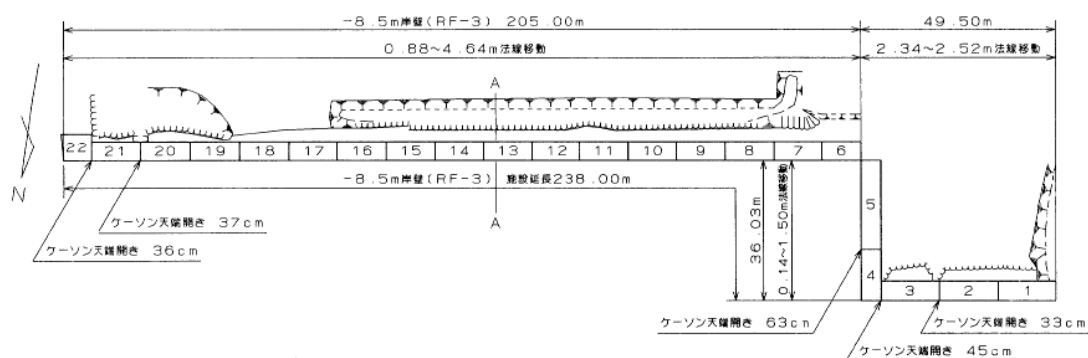 -8.5m岸壁(RF-3) 205.00m
49.50m
0.88~4.64m法線移動
2.34~2.52m法線移動
A
22 21 20 19 18 17 16 15 14 13 12 11 10 9 8 7 6
N
-8.5m岸壁(RF-3) 施設延長238.00m
A
ケーソン天端開き 37cm
ケーソン天端開き 36cm
36.03m
0.14~1.50m法線移動
5
4
3 2 1
ケーソン天端開き 63cm
ケーソン天端開き 33cm
ケーソン天端開き 45cm